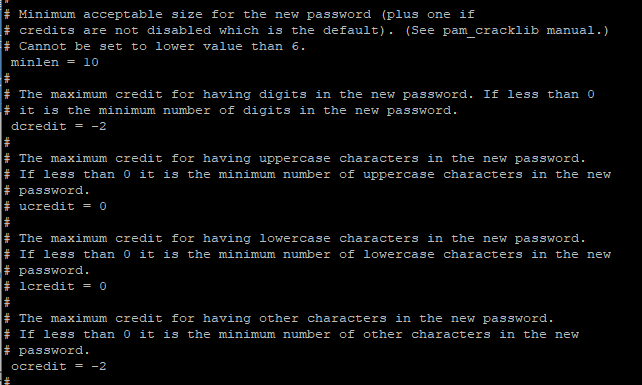 #
# Minimum acceptable size for the new password (plus one if
# credits are not disabled which is the default). (See pam_cracklib manual.)
# Cannot be set to lower value than 6.
minlen = 10
#
# The maximum credit for having digits in the new password. If less than 0
# it is the minimum number of digits in the new password.
dcredit = -2
#
# The maximum credit for having uppercase characters in the new password.
# If less than 0 it is the minimum number of uppercase characters in the new
# password.
# ucredit = 0
#
# The maximum credit for having lowercase characters in the new password.
# If less than 0 it is the minimum number of lowercase characters in the new
# password.
# lcredit = 0
#
# The maximum credit for having other characters in the new password.
# If less than 0 it is the minimum number of other characters in the new
# password.
ocredit = -2
#